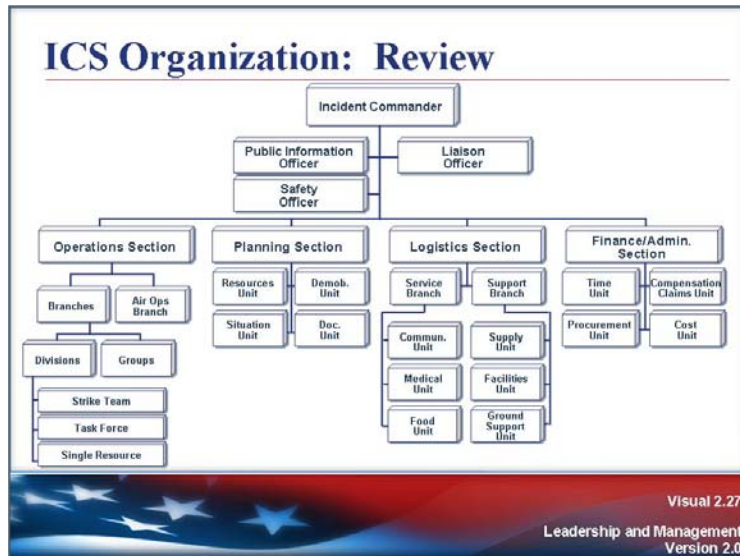 ICS Organization: Review
Incident Commander
Public Information
Officer
Liaison
Officer
Safety
Officer
Operations Section
Planning Section
Logistics Section
Finance/Admin.
Section
Branches
Air Ops
Branch
Divisions
Groups
Strike Team
Task Force
Single Resource
Resources
Unit
Demob.
Unit
Situation
Unit
Doc.
Unit
Service
Branch
Support
Branch
Commun.
Unit
Supply
Unit
Medical
Unit
Facilities
Unit
Food
Unit
Ground
Support
Unit
Time
Unit
Compensation
Claims Unit
Procurement
Unit
Cost
Unit
Visual 2.27
Leadership and Management
Version 2.0